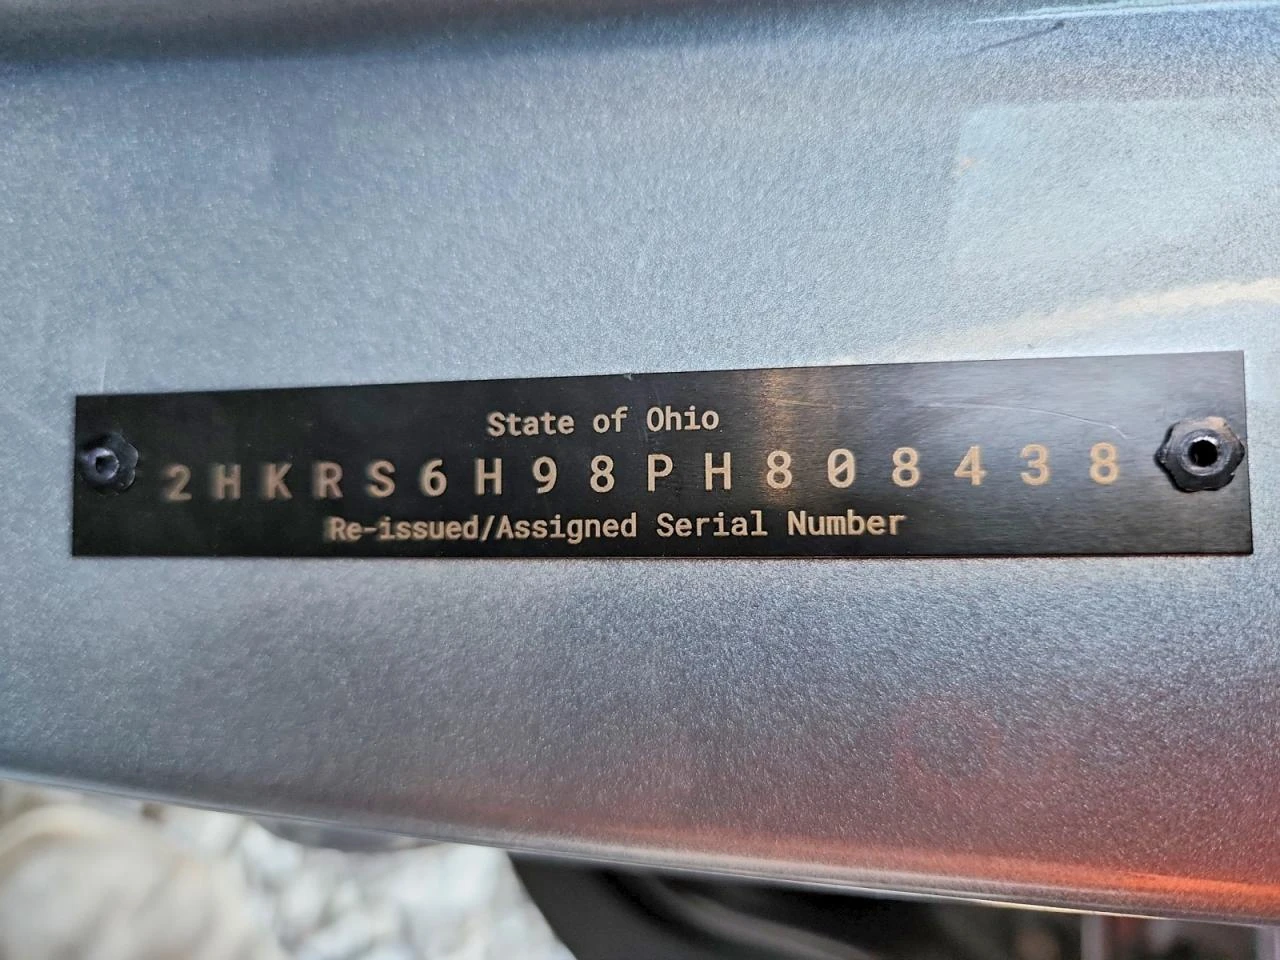 State of Ohio
2HKRS6H98PH808438
Re-issued/Assigned Serial Number